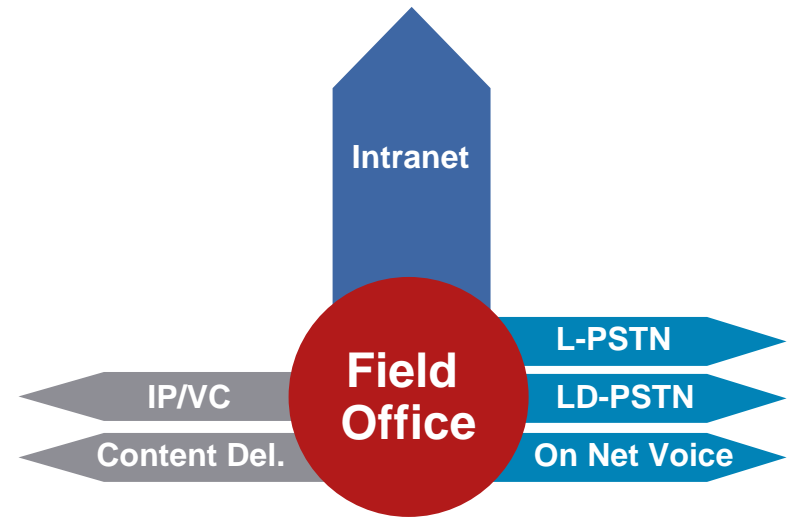 Intranet
L-PSTN
Field
Office
IP/VC
LD-PSTN
Content Del.
On Net Voice